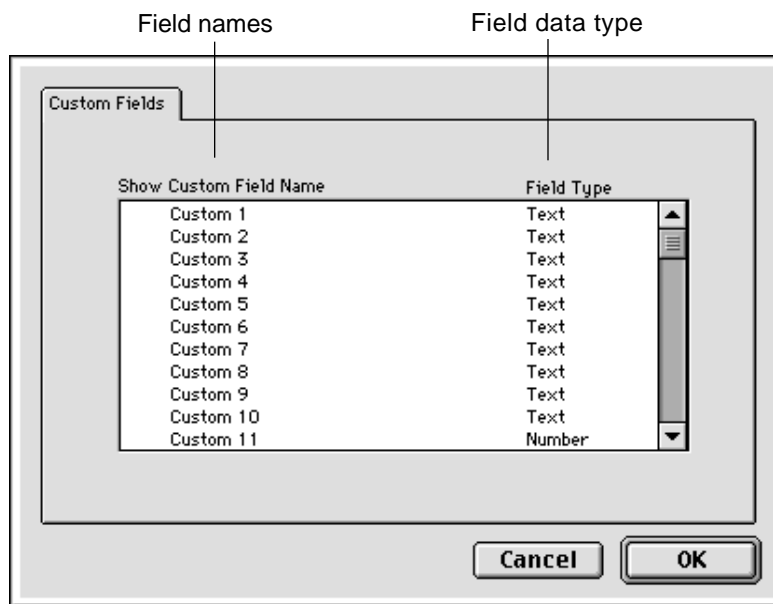 Field names Field data type
Custom Fields
Show Custom Field Name Field Type
Custom 1 Text
Custom 2 Text
Custom 3 Text
Custom 4 Text
Custom 5 Text
Custom 6 Text
Custom 7 Text
Custom 8 Text
Custom 9 Text
Custom 10 Text
Custom 11 Number
Cancel OK